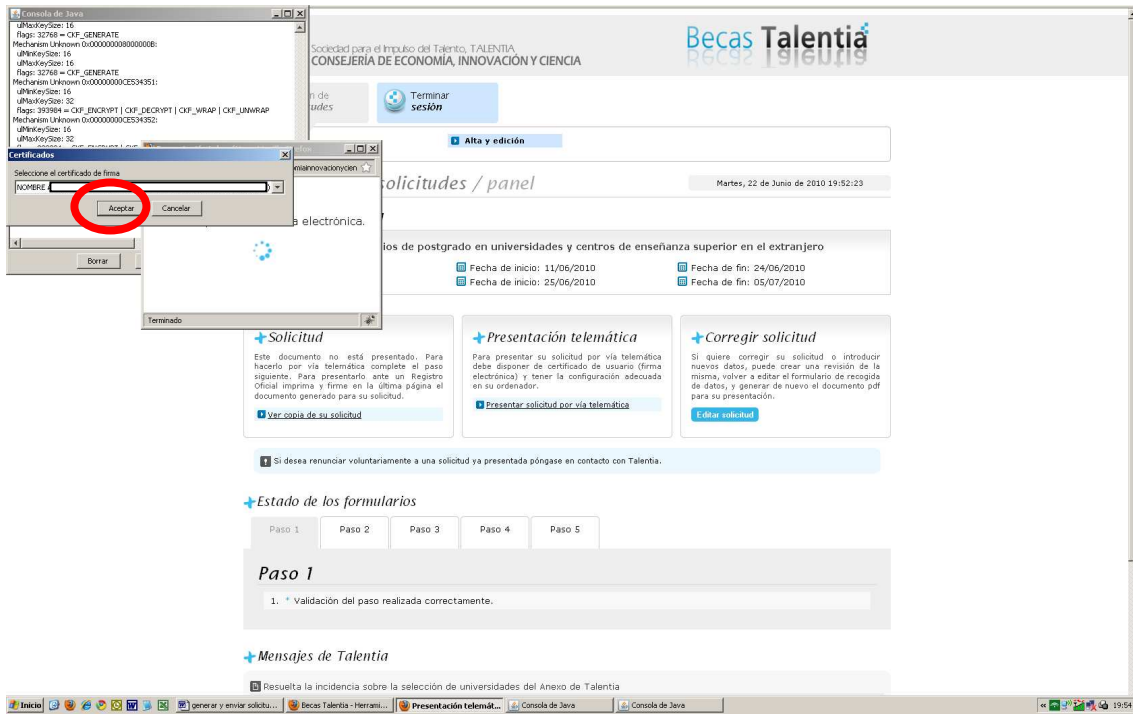 Consola de Java
ulMaxKeySize: 16
flags: 32768 = CKF_GENERATE
Mechanism Unknown 0x000000008000000B:
ulMinKeySize: 16
ulMaxKeySize: 16
flags: 32768 = CKF_GENERATE
Mechanism Unknown 0x00000000CE534351:
ulMinKeySize: 16
ulMaxKeySize: 32
flags: 393984 = CKF_ENCRYPT | CKF_DECRYPT | CKF_WRAP | CKF_UNWRAP
Mechanism Unknown 0x00000000CE534352:
ulMinKeySize: 16
ulMaxKeySize: 32
Certificados
Seleccione el certificado de firma
NOMBRE
Aceptar Cancelar
Borrar
a electrónica.
Terminado
Sociedad para el Impulso del Talento, TALENTIA
CONSEJERÍA DE ECONOMÍA, INNOVACIÓN Y CIENCIA
Becas Talentia
Terminar
sesión
Alta y edición
solicitudes / panel
Martes, 22 de Junio de 2010 19:52:23
ios de postgrado en universidades y centros de enseñanza superior en el extranjero
Fecha de inicio: 11/06/2010 Fecha de fin: 24/06/2010
Fecha de inicio: 25/06/2010 Fecha de fin: 05/07/2010
Solicitud
Este documento no está presentado. Para
hacerlo por vía telemática complete el paso
siguiente. Para presentarlo ante un Registro
Oficial imprima y firme en la última página el
documento generado para su solicitud.
Ver copia de su solicitud
Presentación telemática
Para presentar su solicitud por vía telemática
debe disponer de certificado de usuario (firma
electrónica) y tener la configuración adecuada
en su ordenador.
Presentar solicitud por vía telemática
Corregir solicitud
Si quiere corregir su solicitud o introducir
nuevos datos, puede crear una revisión de la
misma, volver a editar el formulario de recogida
de datos, y generar de nuevo el documento pdf
para su presentación.
Editar solicitud
Si desea renunciar voluntariamente a una solicitud ya presentada póngase en contacto con Talentia.
Estado de los formularios
Paso 1 Paso 2 Paso 3 Paso 4 Paso 5
Paso 1
1. * Validación del paso realizada correctamente.
Mensajes de Talentia
Resuelta la incidencia sobre la selección de universidades del Anexo de Talentia
Inicio generar y enviar solicitu... Becas Talentia - Herrami... Presentación telemát... Consola de Java Consola de Java 19:54